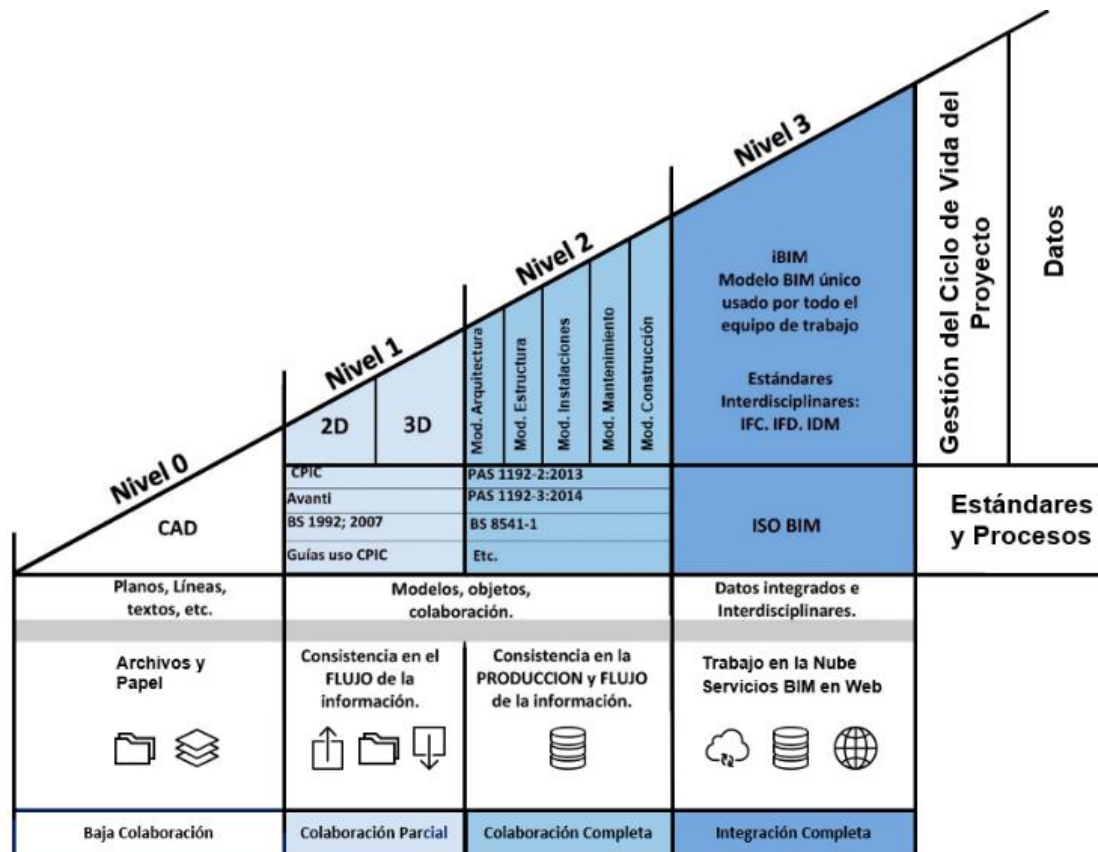 Nivel 0
CAD
Nivel 1
2D
3D
Nivel 2
Mod. Arquitectura
Mod. Estructura
Mod. Instalaciones
Mod. Mantenimiento
Mod. Construcción
Nivel 3
iBIM
Modelo BIM único
usado por todo el
equipo de trabajo
Estándares
Interdisciplinares:
IFC. IFD. IDM
Gestión del Ciclo de Vida del
Proyecto
Datos
CPIC
Avanti
BS 1992; 2007
Guías uso CPIC
PAS 1192-2:2013
PAS 1192-3:2014
BS 8541-1
Etc.
ISO BIM
Estándares
y Procesos
Planos, Líneas,
textos, etc.
Modelos, objetos,
colaboración.
Datos integrados e
Interdisciplinares.
Archivos y
Papel
Consistencia en el
FLUJO de la
información.
Consistencia en la
PRODUCCION y FLUJO
de la información.
Trabajo en la Nube
Servicios BIM en Web
Baja Colaboración
Colaboración Parcial
Colaboración Completa
Integración Completa